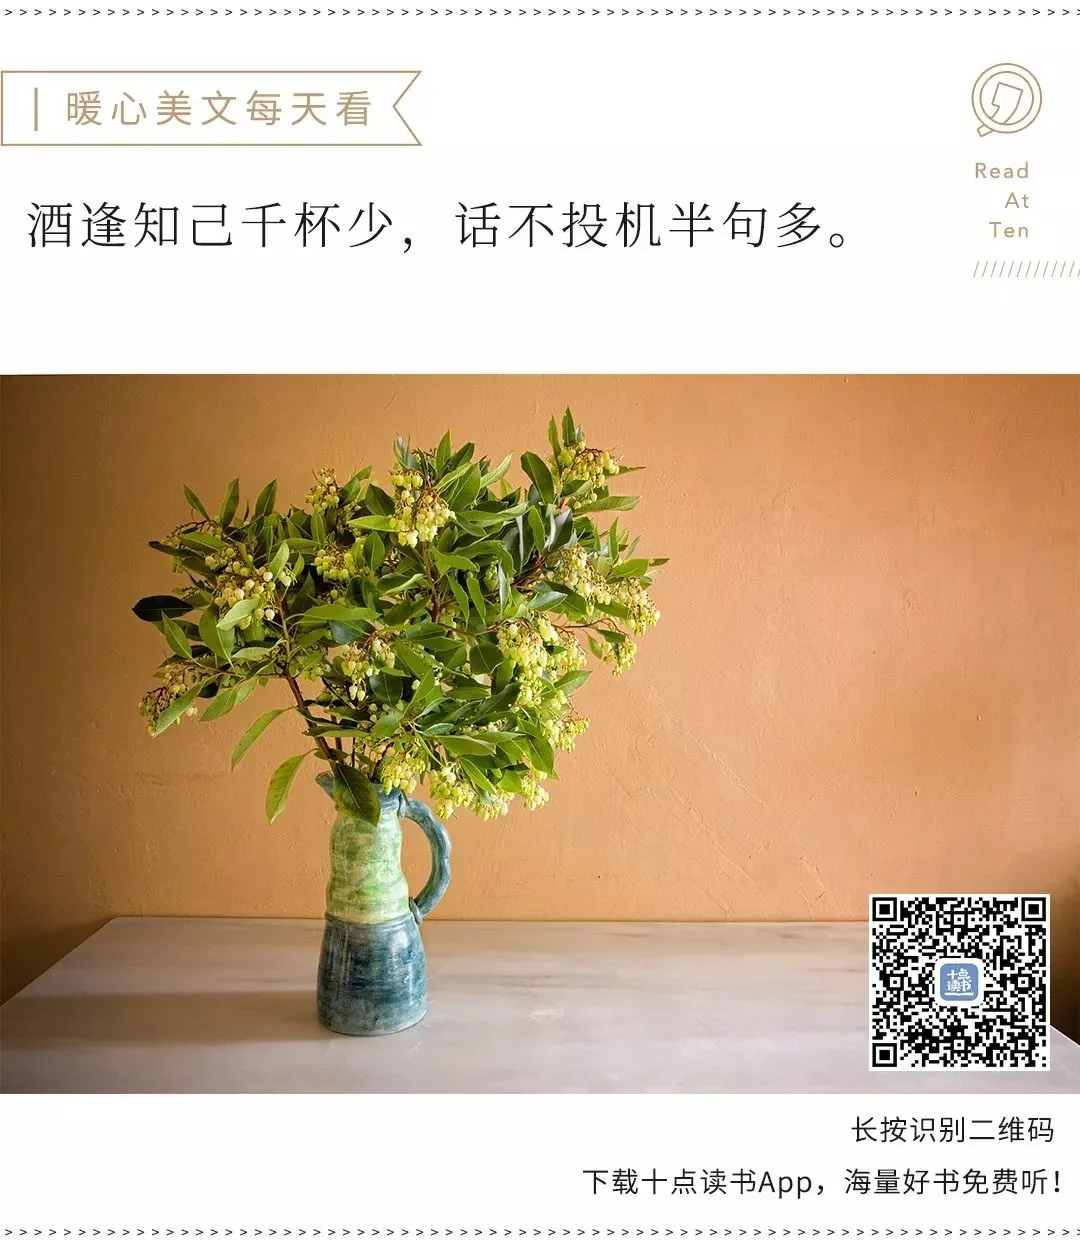 暖心美文每天看
Read
At
Ten
酒逢知己千杯少，话不投机半句多。
十点
读书
长按识别二维码
下载十点读书App，海量好书免费听！